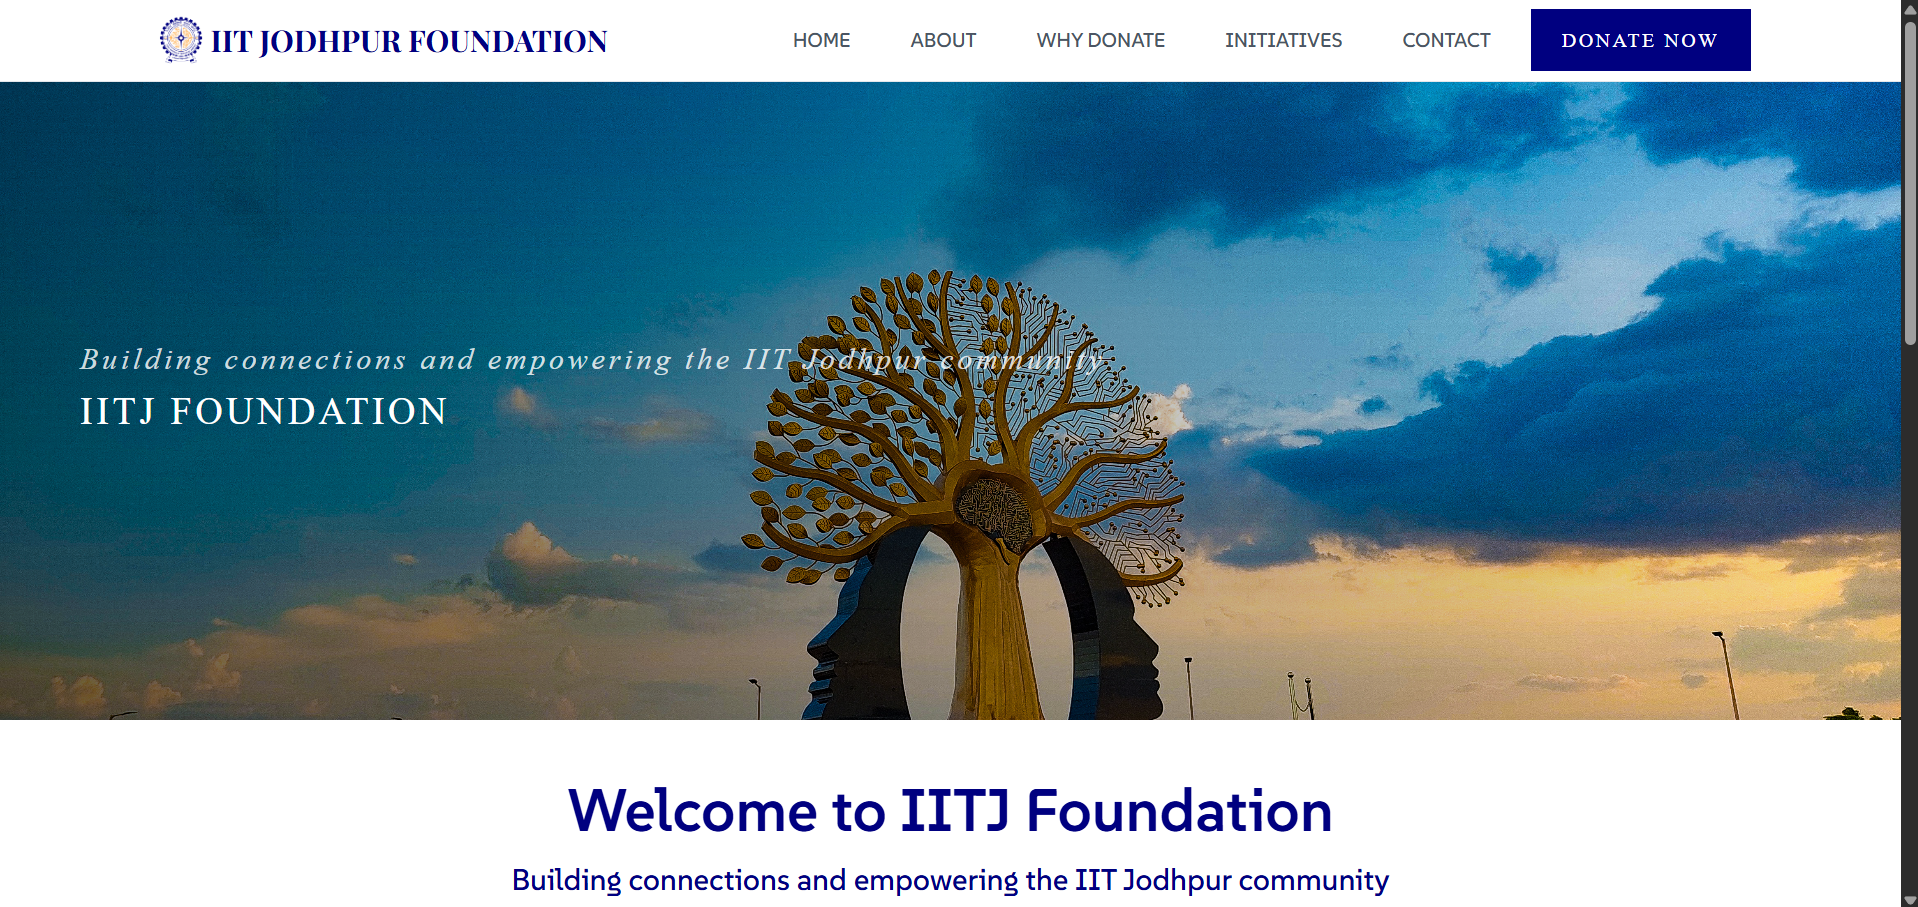 IIT JODHPUR FOUNDATION
HOME ABOUT WHY DONATE INITIATIVES CONTACT DONATE NOW
Building connections and empowering the IIT Jodhpur community
IITJ FOUNDATION
Welcome to IITJ Foundation
Building connections and empowering the IIT Jodhpur community